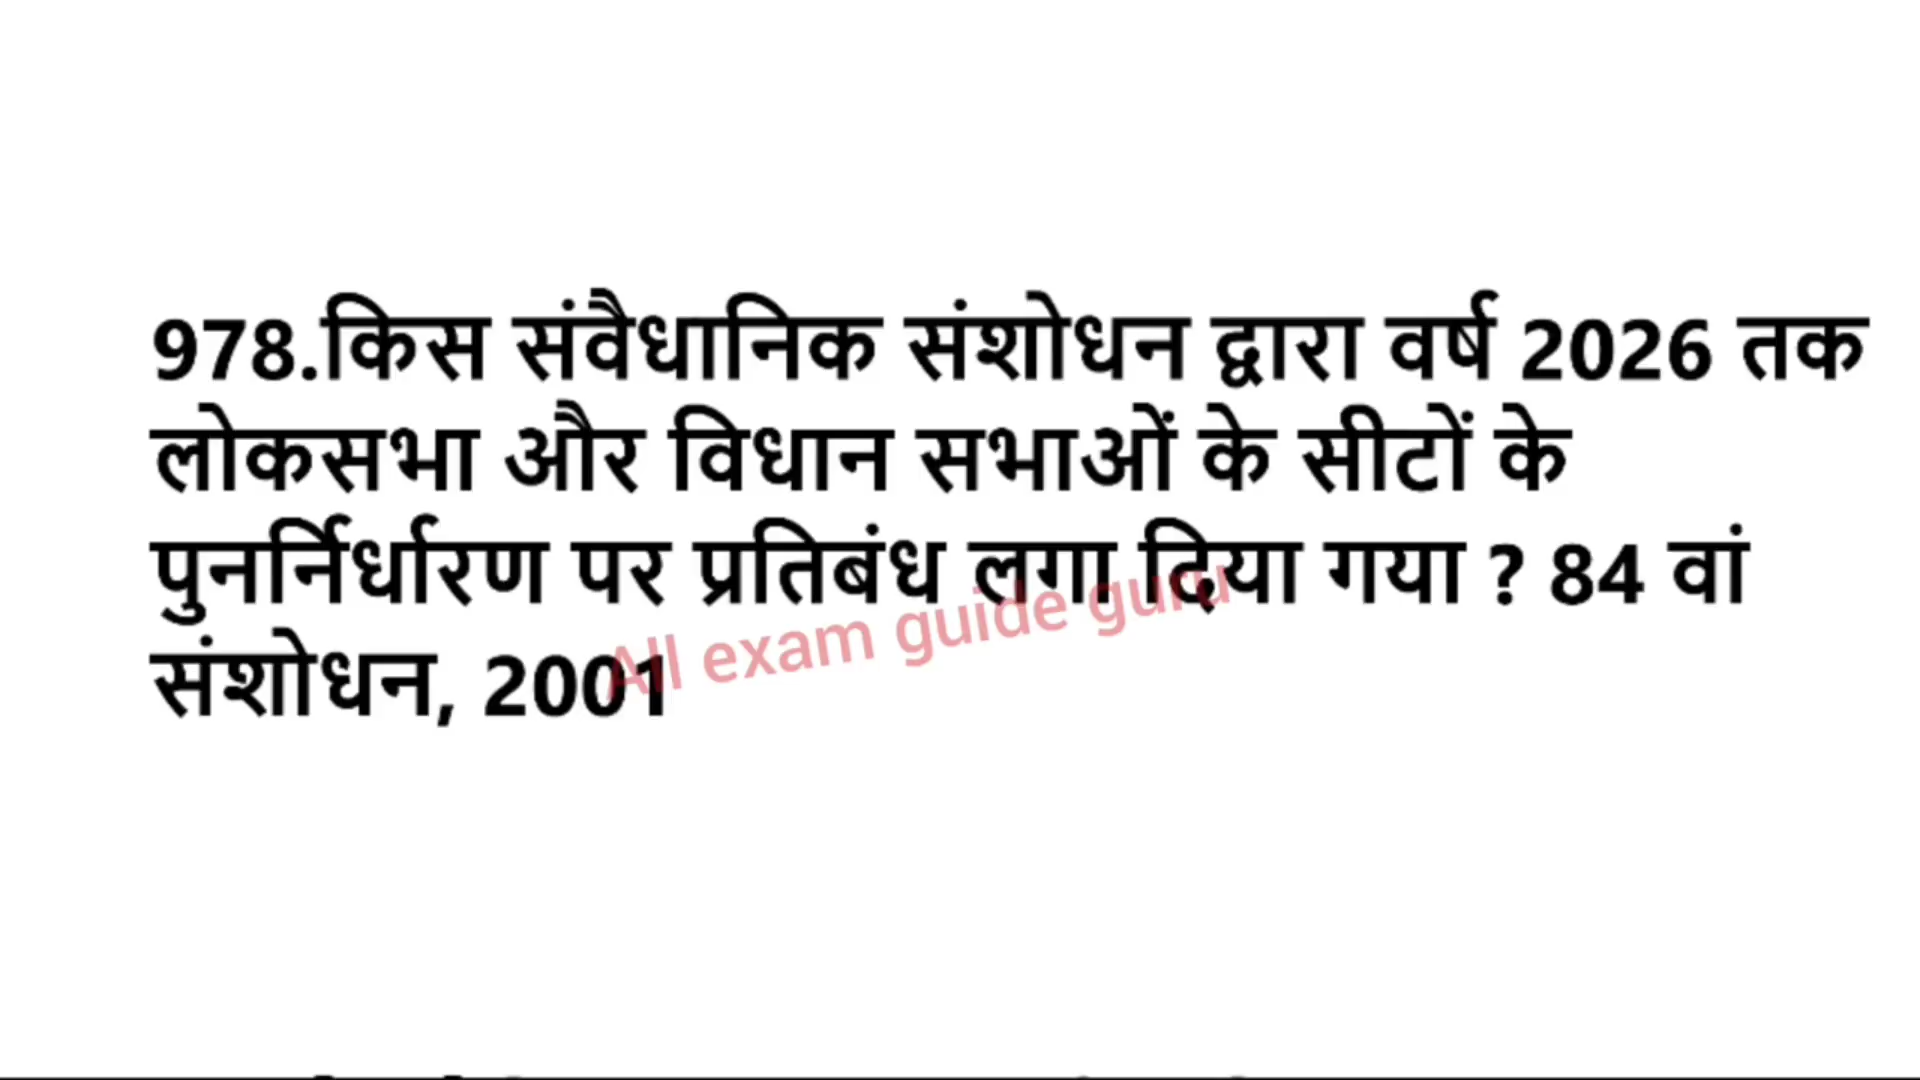 978.किस संवैधानिक संशोधन द्वारा वर्ष 2026 तक
लोकसभा और विधान सभाओं के सीटों के
पुनर्निर्धारण पर प्रतिबंध लगा दिया गया ? 84 वां
संशोधन, 2001
All exam guide guru